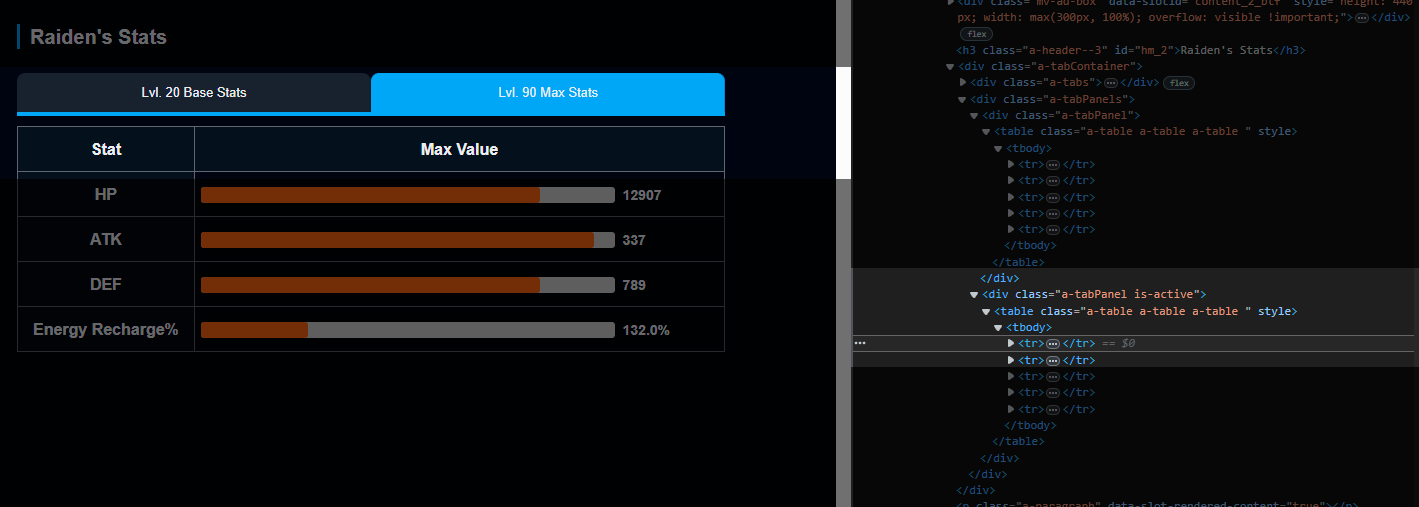 Raiden's Stats
Lvl. 20 Base Stats
Lvl. 90 Max Stats
Stat
Max Value
HP
12907
ATK
337
DEF
789
Energy Recharge%
132.0%
<div class="mv-ad-box" data-slotid="content_2_btf" style="height: 440
px; width: max(300px, 100%); overflow: visible !important;"> ••• </div>
flex
<h3 class="a-header--3" id="hm_2">Raiden's Stats</h3>
<div class="a-tabContainer">
<div class="a-tabs"> ••• </div> flex
<div class="a-tabPanels">
<div class="a-tabPanel">
<table class="a-table a-table a-table " style>
<tbody>
<tr> ••• </tr>
<tr> ••• </tr>
<tr> ••• </tr>
<tr> ••• </tr>
<tr> ••• </tr>
</tbody>
</table>
</div>
<div class="a-tabPanel is-active">
<table class="a-table a-table a-table " style>
<tbody>
••• <tr> ••• </tr> == $0
<tr> ••• </tr>
<tr> ••• </tr>
<tr> ••• </tr>
<tr> ••• </tr>
</tbody>
</table>
</div>
</div>
</div>
<p class="a-paragraph" data-slot-rendered-content="true"></p>